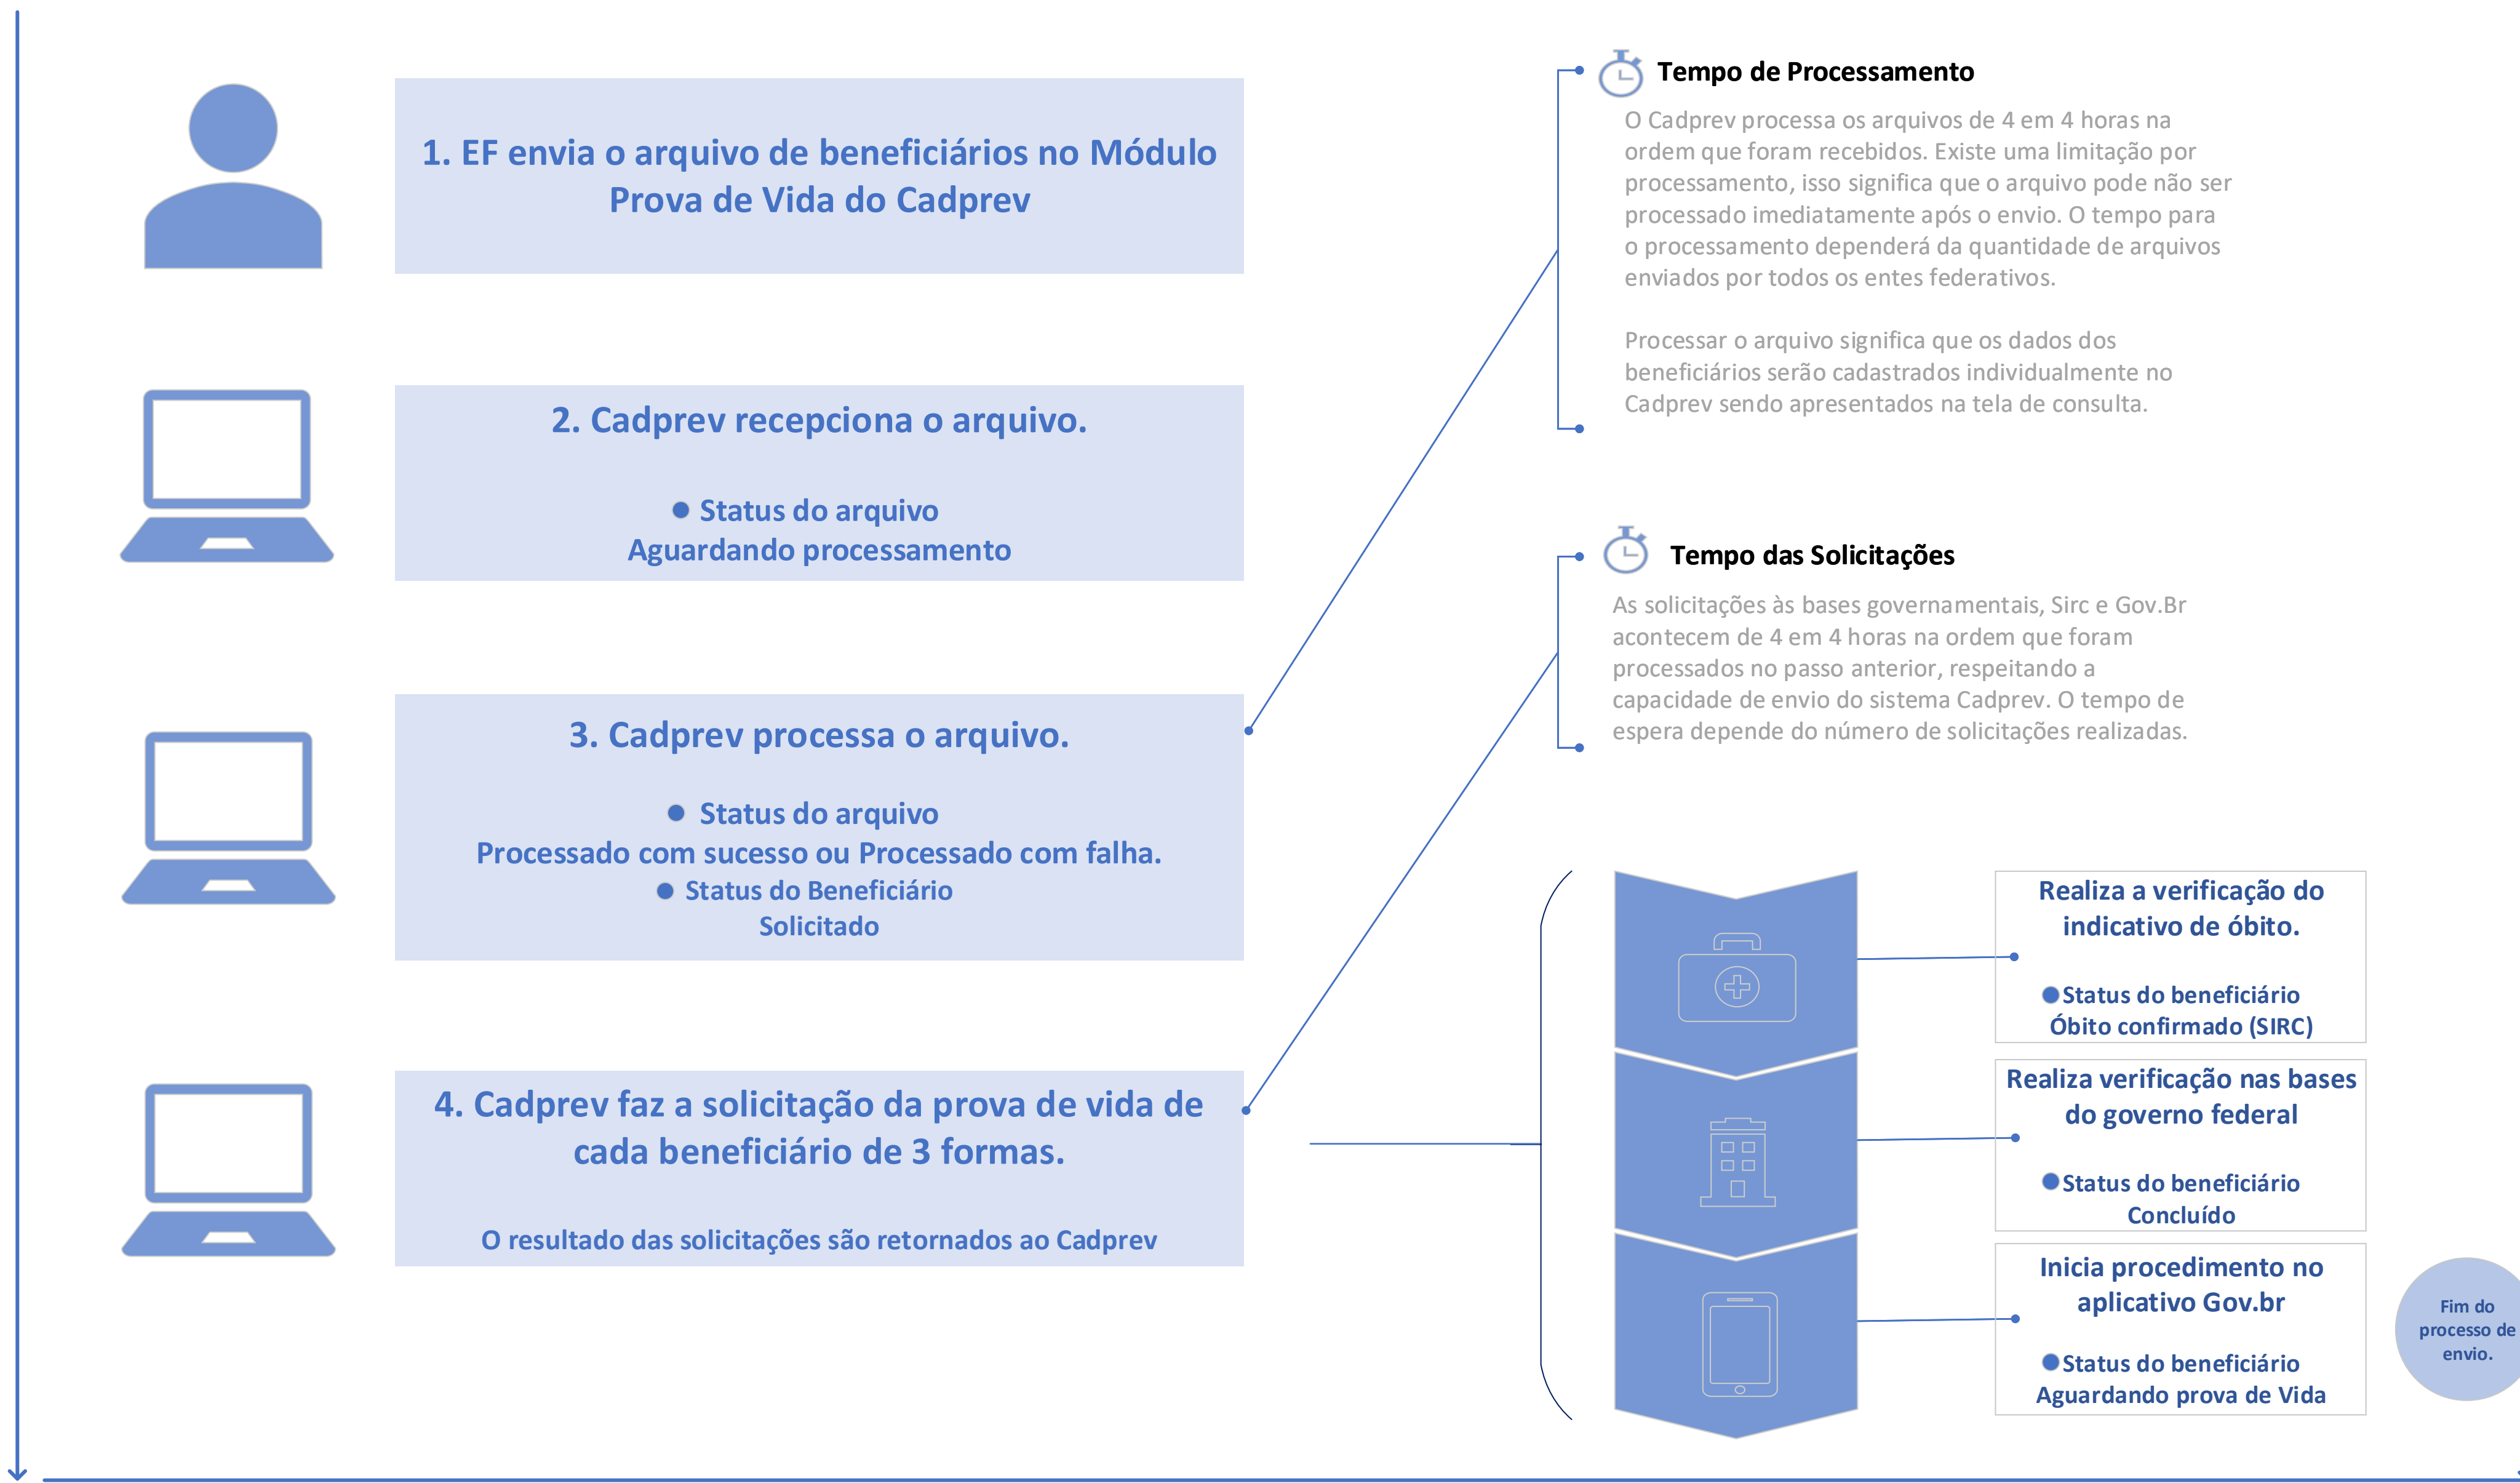 1. EF envia o arquivo de beneficiários no Módulo
Prova de Vida do Cadprev
2. Cadprev recepciona o arquivo.
Status do arquivo
Aguardando processamento
3. Cadprev processa o arquivo.
Status do arquivo
Processado com sucesso ou Processado com falha.
Status do Beneficiário
Solicitado
4. Cadprev faz a solicitação da prova de vida de
cada beneficiário de 3 formas.
O resultado das solicitações são retornados ao Cadprev
Tempo de Processamento
O Cadprev processa os arquivos de 4 em 4 horas na
ordem que foram recebidos. Existe uma limitação por
processamento, isso significa que o arquivo pode não ser
processado imediatamente após o envio. O tempo para
o processamento dependerá da quantidade de arquivos
enviados por todos os entes federativos.
Processar o arquivo significa que os dados dos
beneficiários serão cadastrados individualmente no
Cadprev sendo apresentados na tela de consulta.
Tempo das Solicitações
As solicitações às bases governamentais, Sirc e Gov.Br
acontecem de 4 em 4 horas na ordem que foram
processados no passo anterior, respeitando a
capacidade de envio do sistema Cadprev. O tempo de
espera depende do número de solicitações realizadas.
Realiza a verificação do
indicativo de óbito.
Status do beneficiário
Óbito confirmado (SIRC)
Realiza verificação nas bases
do governo federal
Status do beneficiário
Concluído
Inicia procedimento no
aplicativo Gov.br
Status do beneficiário
Aguardando prova de Vida
Fim do
processo de
envio.